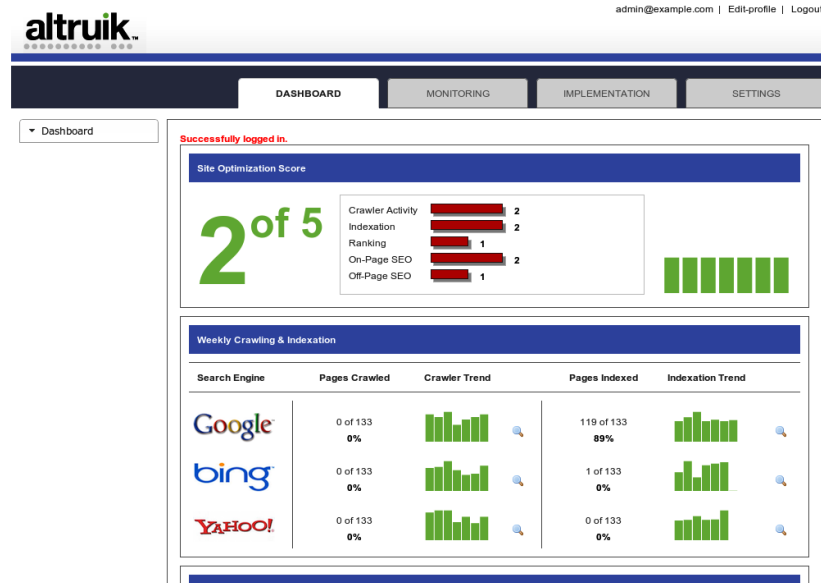 admin@example.com | Edit-profile | Logout
altruik™
DASHBOARD MONITORING IMPLEMENTATION SETTINGS
Dashboard
Successfully logged in.
Site Optimization Score
2 of 5
Crawler Activity 2
Indexation 2
Ranking 1
On-Page SEO 2
Off-Page SEO 1
Weekly Crawling & Indexation
Search Engine Pages Crawled Crawler Trend Pages Indexed Indexation Trend
Google 0 of 133 119 of 133
0% 89%
bing 0 of 133 1 of 133
0% 0%
YAHOO! 0 of 133 0 of 133
0% 0%